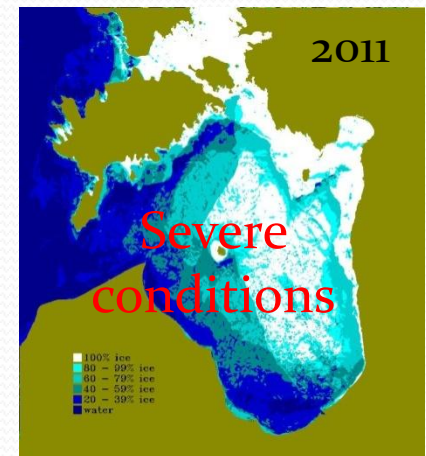 2011
Severe
conditions
100% ice
80 - 99% ice
60 - 79% ice
40 - 59% ice
20 - 39% ice
water